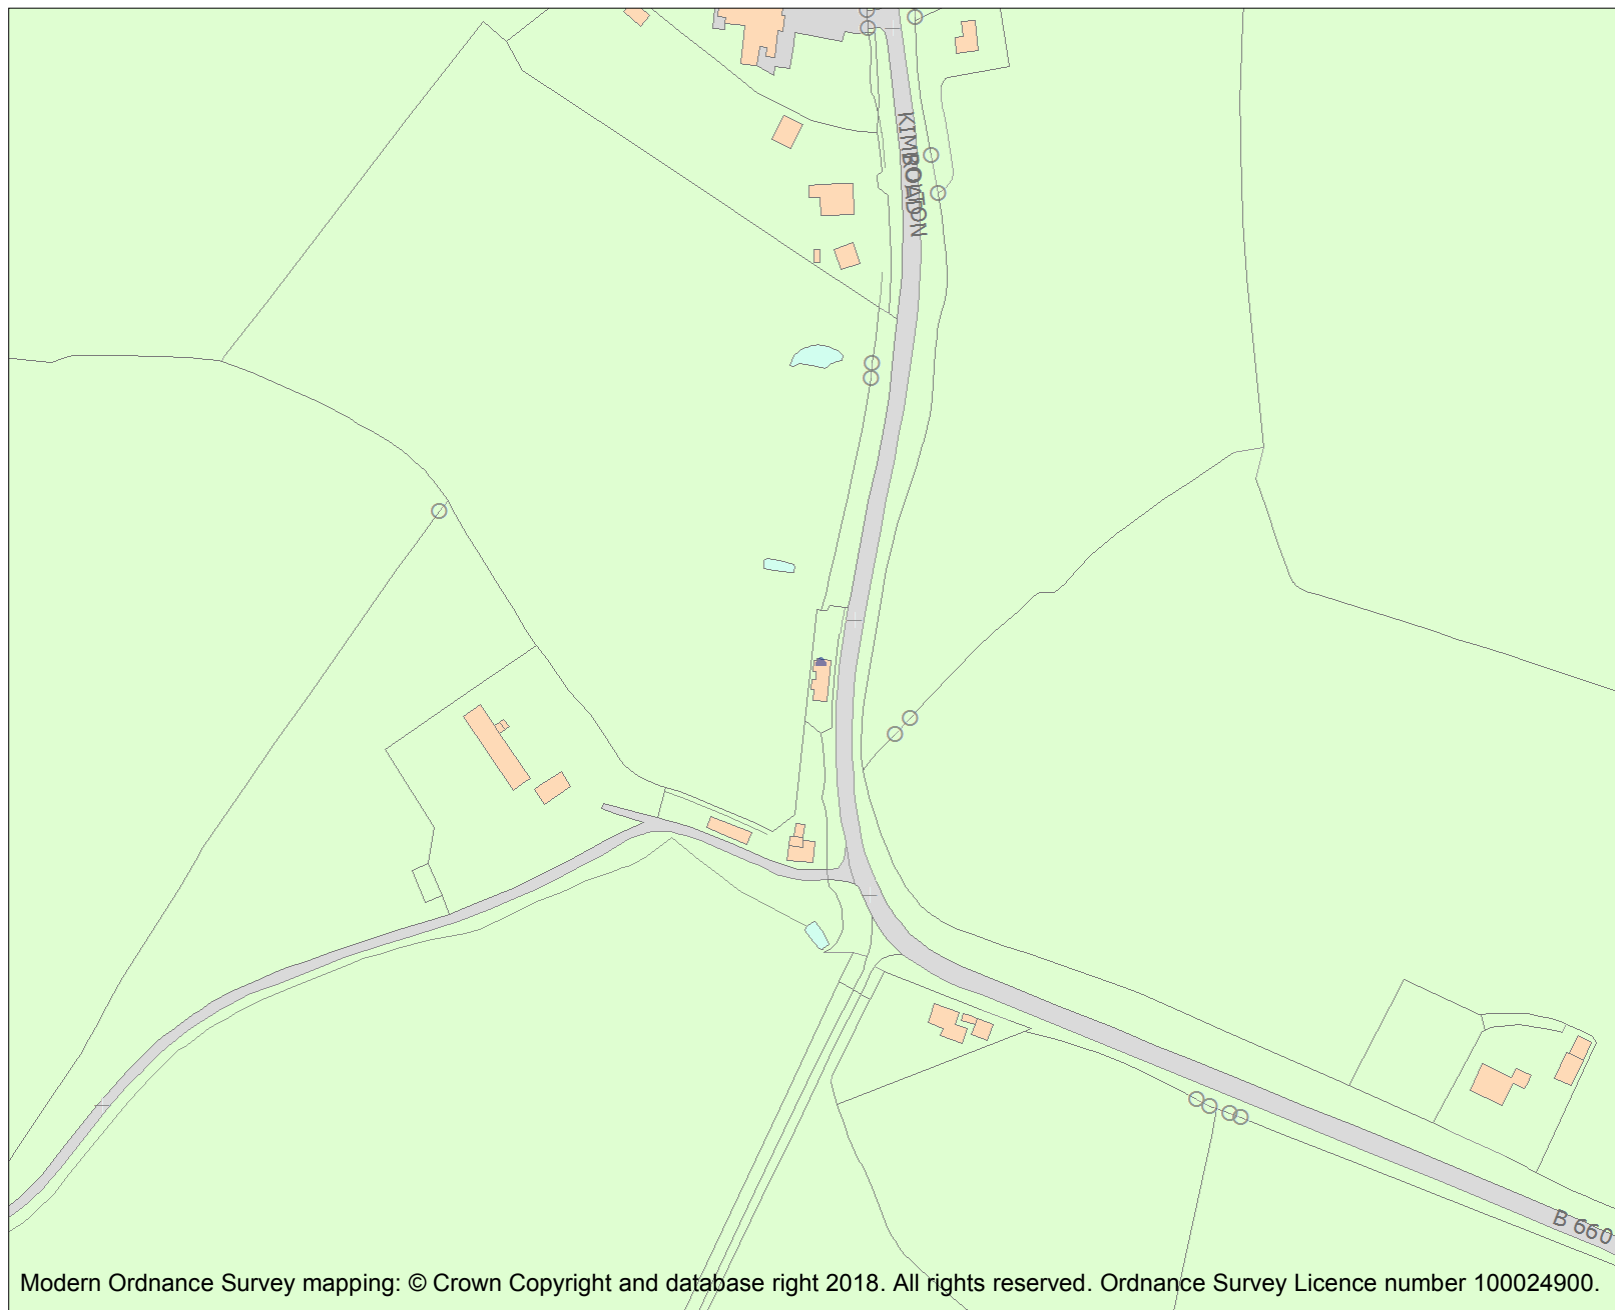 KIMBOLTON
ROAD
B 660
Modern Ordnance Survey mapping: © Crown Copyright and database right 2018. All rights reserved. Ordnance Survey Licence number 100024900.